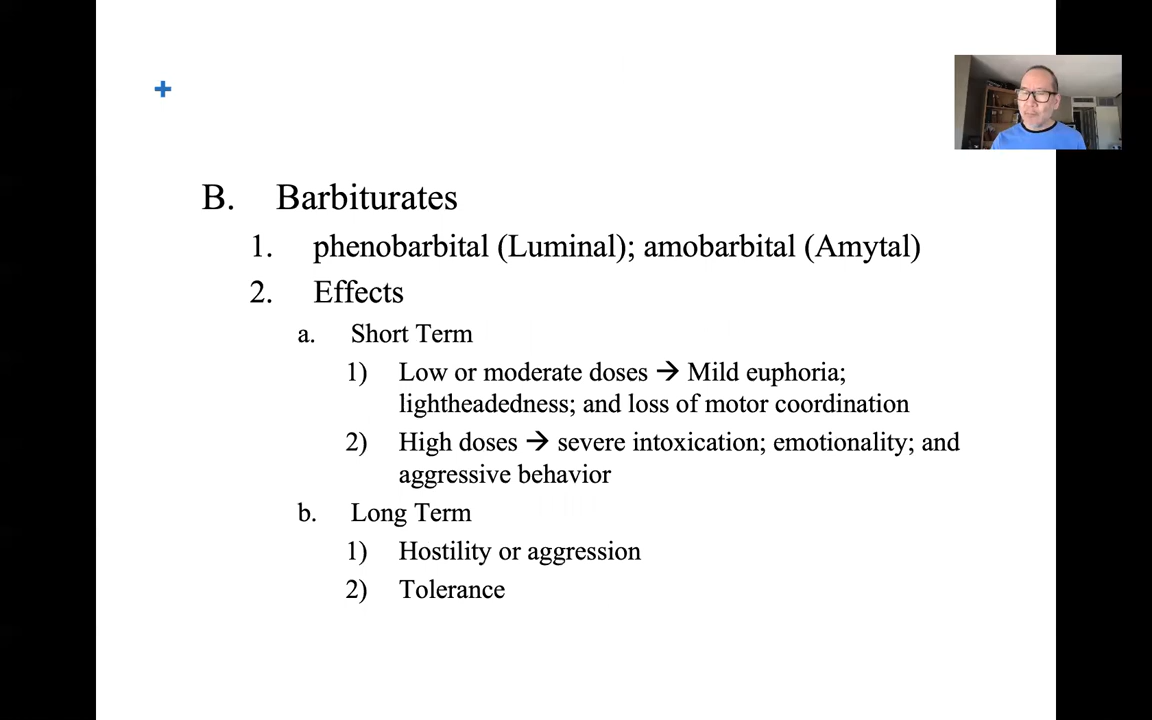 B. Barbiturates
1. phenobarbital (Luminal); amobarbital (Amytal)
2. Effects
a. Short Term
1) Low or moderate doses → Mild euphoria;
lightheadedness; and loss of motor coordination
2) High doses → severe intoxication; emotionality; and
aggressive behavior
b. Long Term
1) Hostility or aggression
2) Tolerance